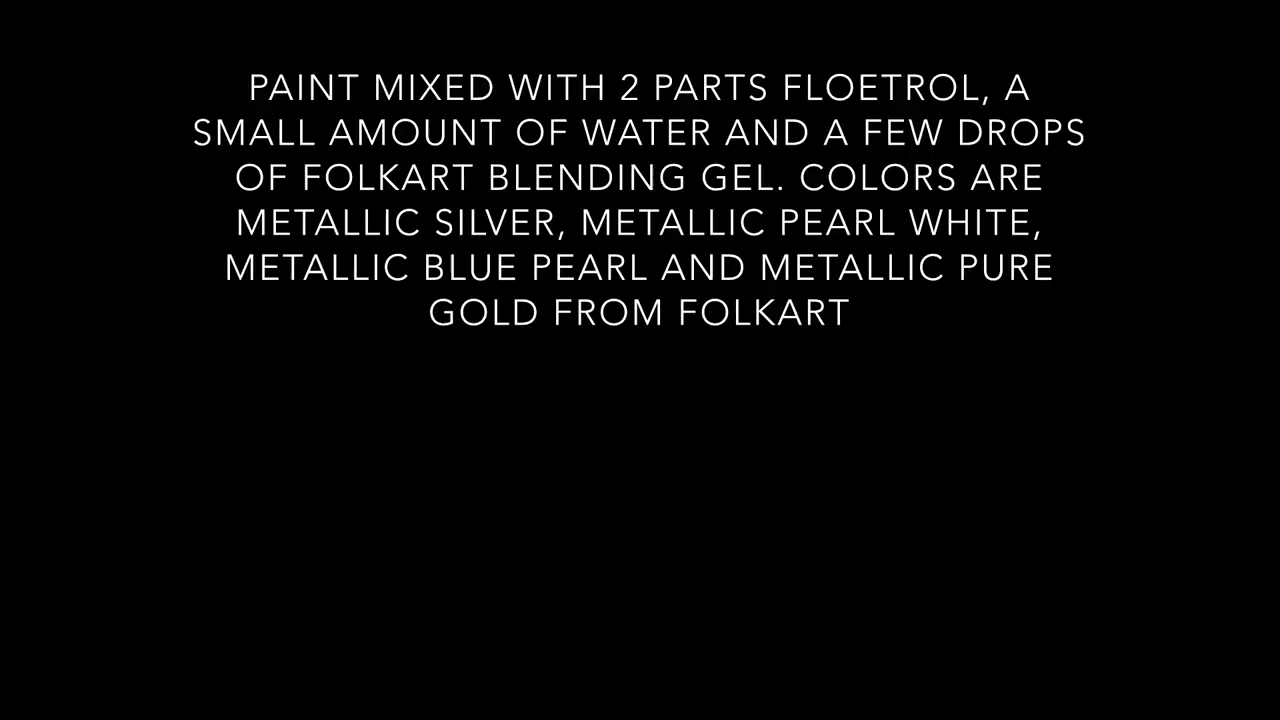 PAINT MIXED WITH 2 PARTS FLOETROL, A
SMALL AMOUNT OF WATER AND A FEW DROPS
OF FOLKART BLENDING GEL. COLORS ARE
METALLIC SILVER, METALLIC PEARL WHITE,
METALLIC BLUE PEARL AND METALLIC PURE
GOLD FROM FOLKART